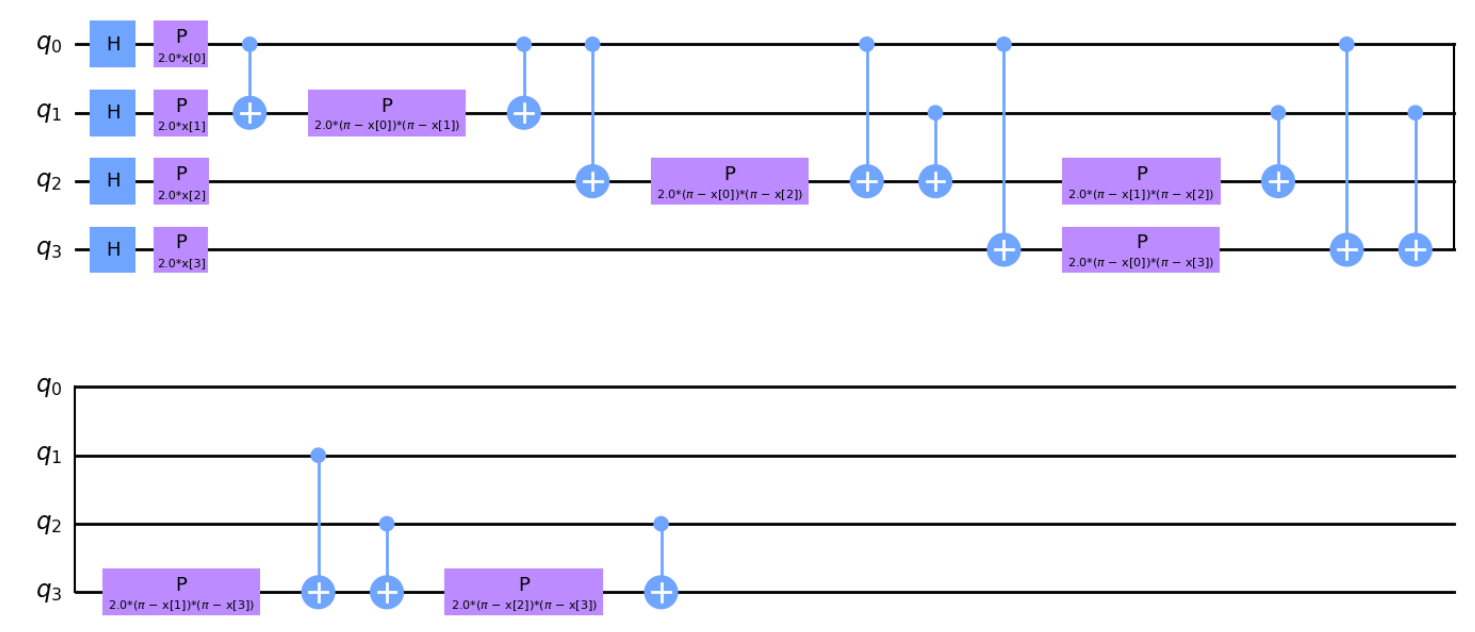 q0 H P
2.0*x[0]
q1 H P P
2.0*x[1] 2.0*(π − x[0])*(π − x[1])
q2 H P P P
2.0*x[2] 2.0*(π − x[0])*(π − x[2]) 2.0*(π − x[1])*(π − x[2])
q3 H P P
2.0*x[3] 2.0*(π − x[0])*(π − x[3])
q0
q1
q2
q3 P P
2.0*(π − x[1])*(π − x[3]) 2.0*(π − x[2])*(π − x[3])